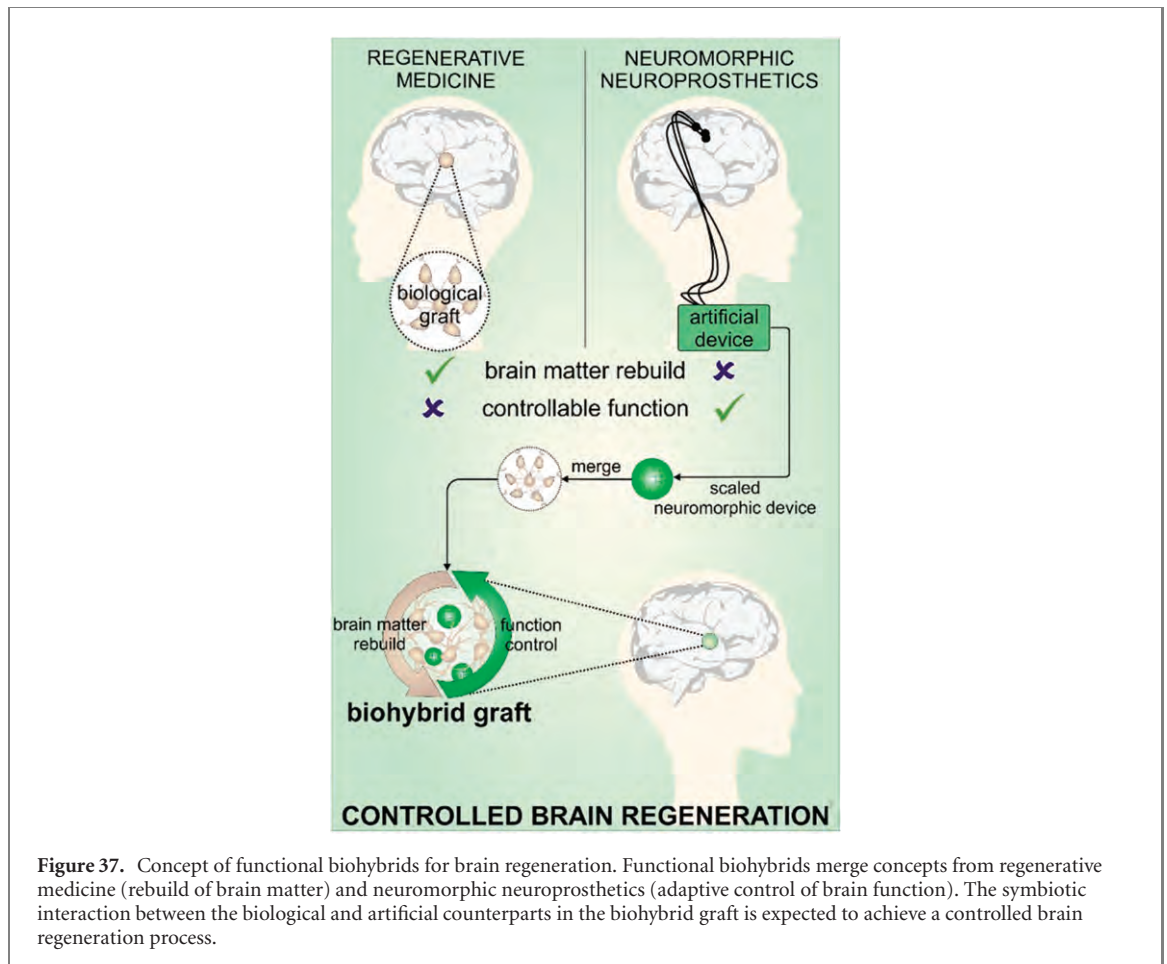 REGENERATIVE
MEDICINE
NEUROMORPHIC
NEUROPROSTHETICS
biological
graft
artificial
device
brain matter rebuild
controllable function
merge
scaled
neuromorphic device
brain matter
rebuild
function
control
biohybrid graft
CONTROLLED BRAIN REGENERATION
Figure 37. Concept of functional biohybrids for brain regeneration. Functional biohybrids merge concepts from regenerative
medicine (rebuild of brain matter) and neuromorphic neuroprosthetics (adaptive control of brain function). The symbiotic
interaction between the biological and artificial counterparts in the biohybrid graft is expected to achieve a controlled brain
regeneration process.